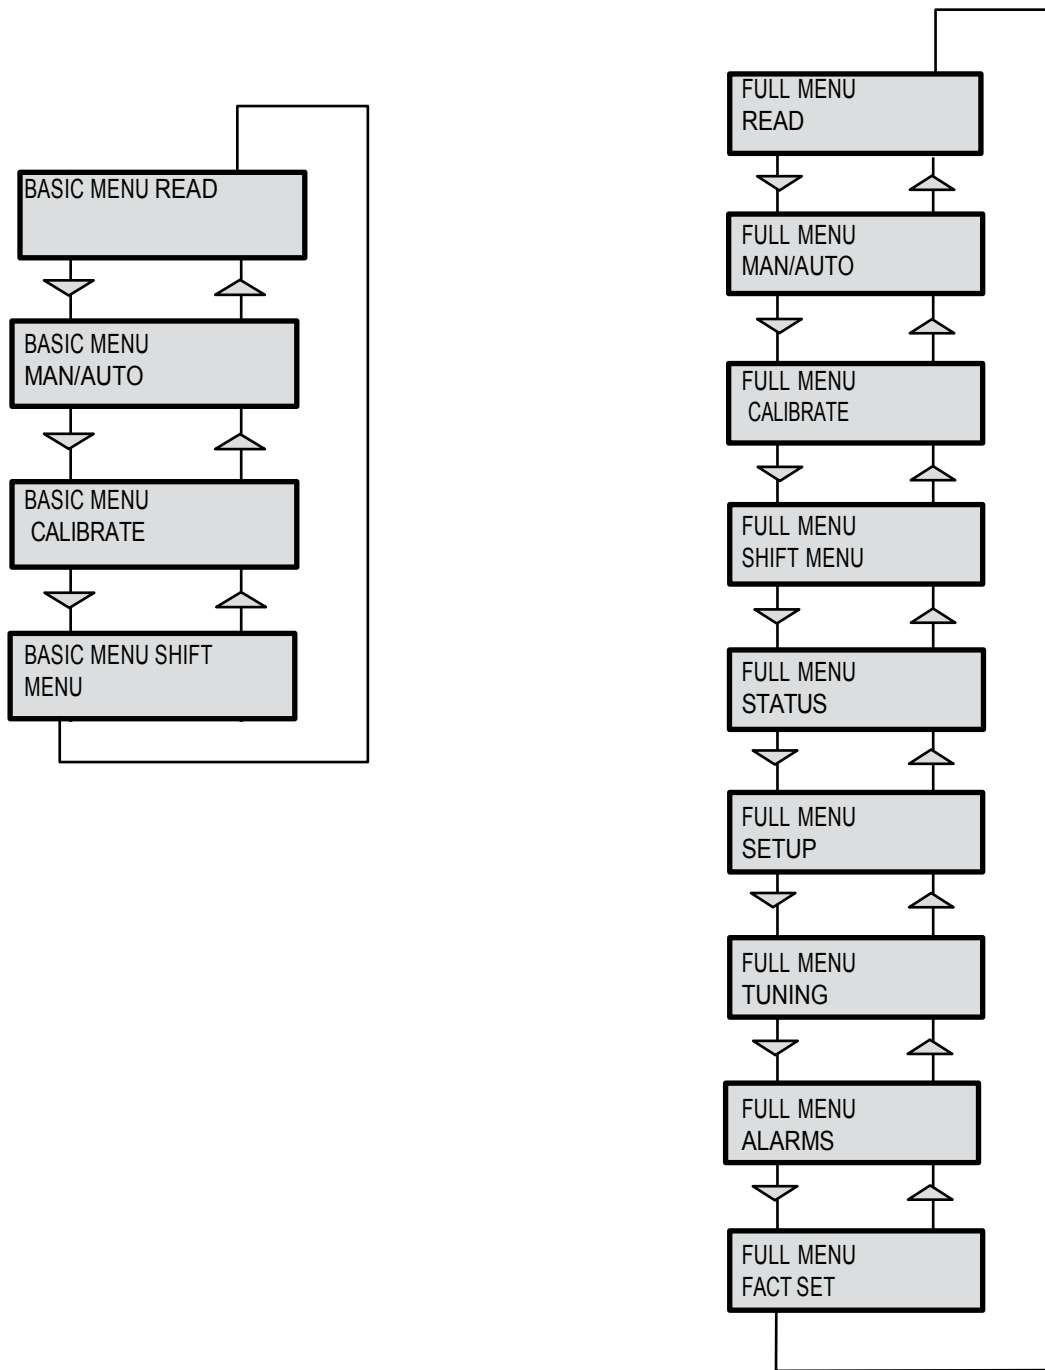 BASIC MENU READ
BASIC MENU
MAN/AUTO
BASIC MENU
CALIBRATE
BASIC MENU SHIFT
MENU
FULL MENU
READ
FULL MENU
MAN/AUTO
FULL MENU
CALIBRATE
FULL MENU
SHIFT MENU
FULL MENU
STATUS
FULL MENU
SETUP
FULL MENU
TUNING
FULL MENU
ALARMS
FULL MENU
FACT SET